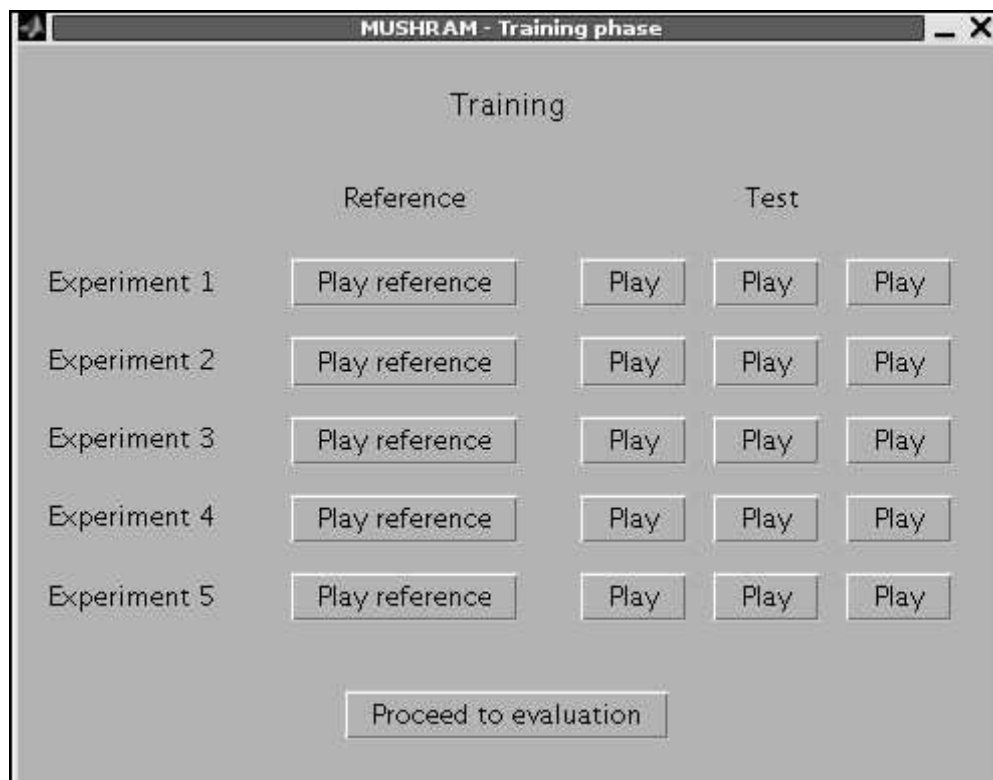 MUSHRAM - Training phase
Training
Reference Test
Experiment 1 Play reference Play Play Play
Experiment 2 Play reference Play Play Play
Experiment 3 Play reference Play Play Play
Experiment 4 Play reference Play Play Play
Experiment 5 Play reference Play Play Play
Proceed to evaluation